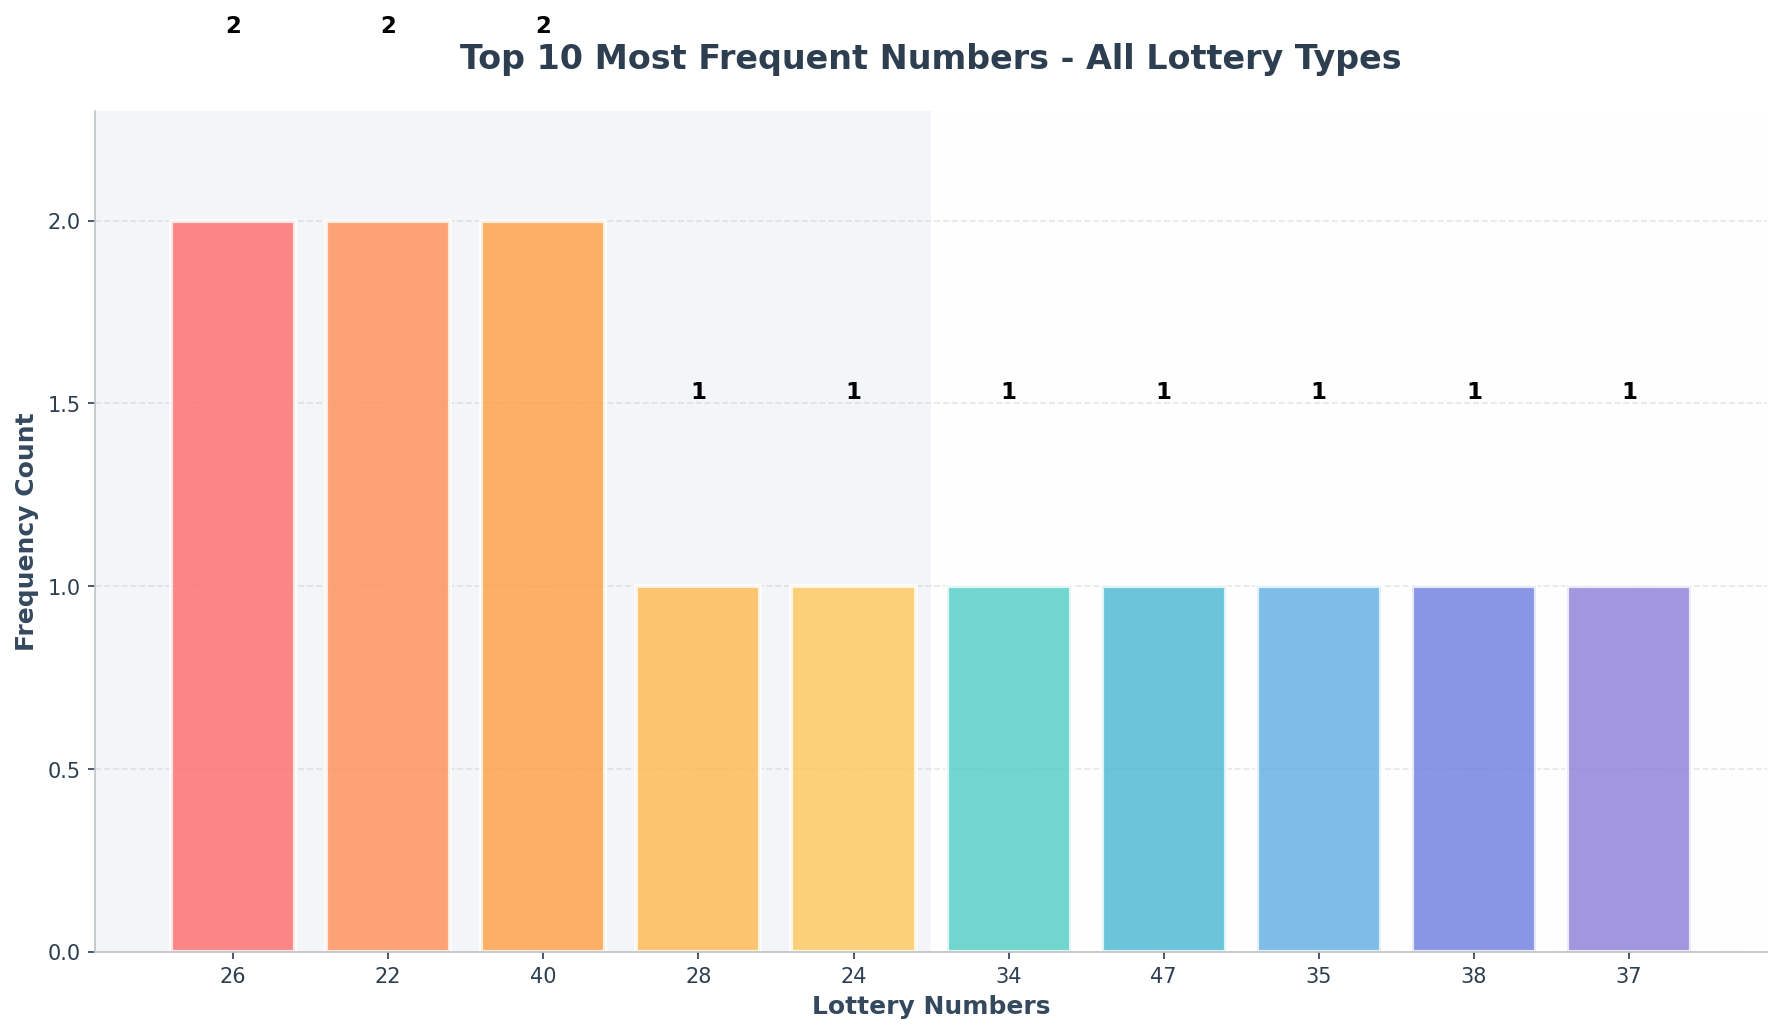 2 2 2
Top 10 Most Frequent Numbers - All Lottery Types
Frequency Count
2.0
1.5
1.0
0.5
0.0
1 1 1 1 1 1 1
26 22 40 28 24 34 47 35 38 37
Lottery Numbers